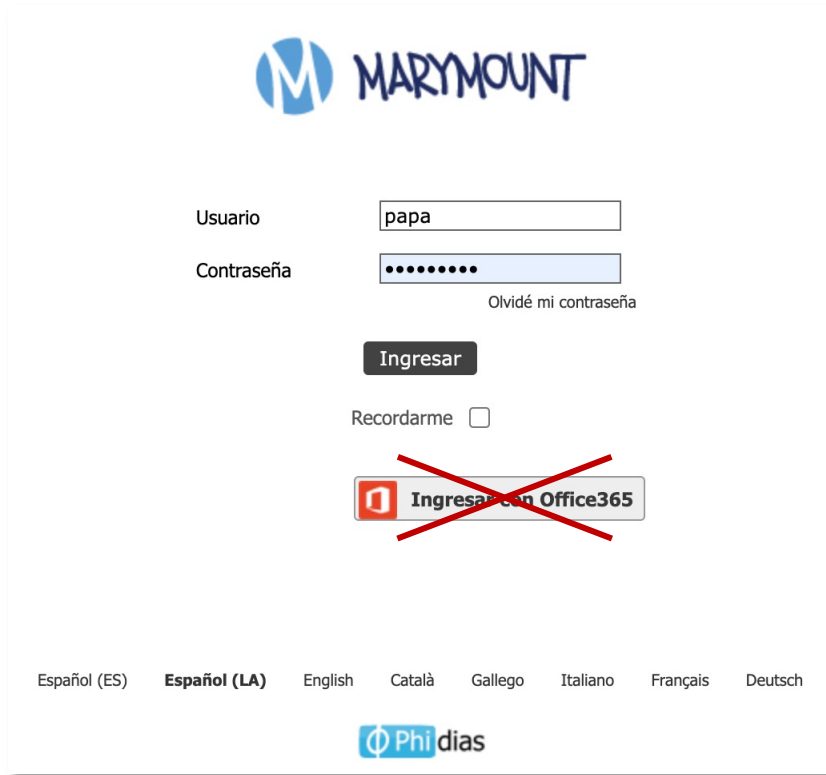 M MARYMOUNT
Usuario papa
Contraseña •••••••••
Olvidé mi contraseña
Ingresar
Recordarme
Ingresar con Office365
Español (ES) Español (LA) English Català Gallego Italiano Français Deutsch
Phidias